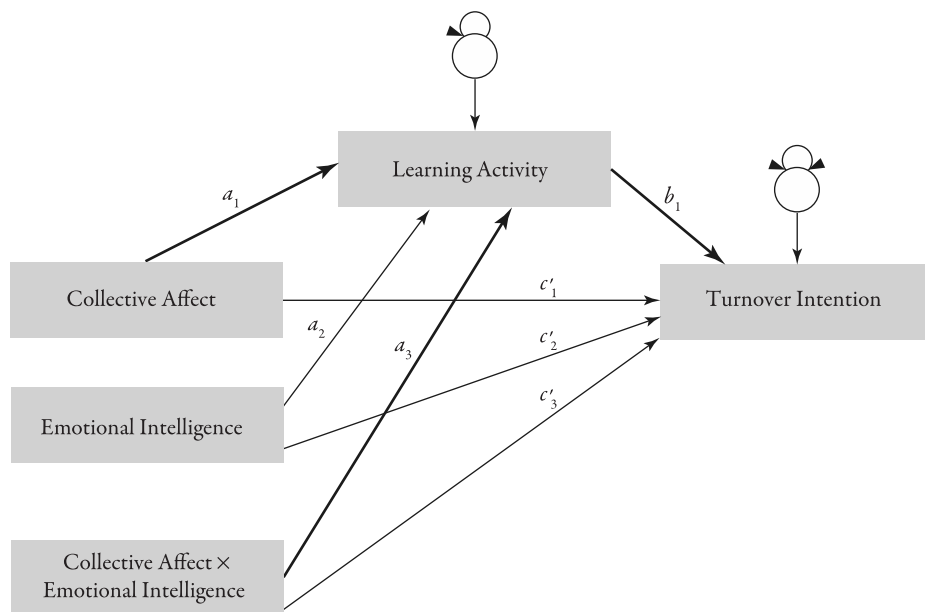 Learning Activity
a1
b1
Collective Affect
c′1
Turnover Intention
a2
a3
c′2
c′3
Emotional Intelligence
Collective Affect ×
Emotional Intelligence